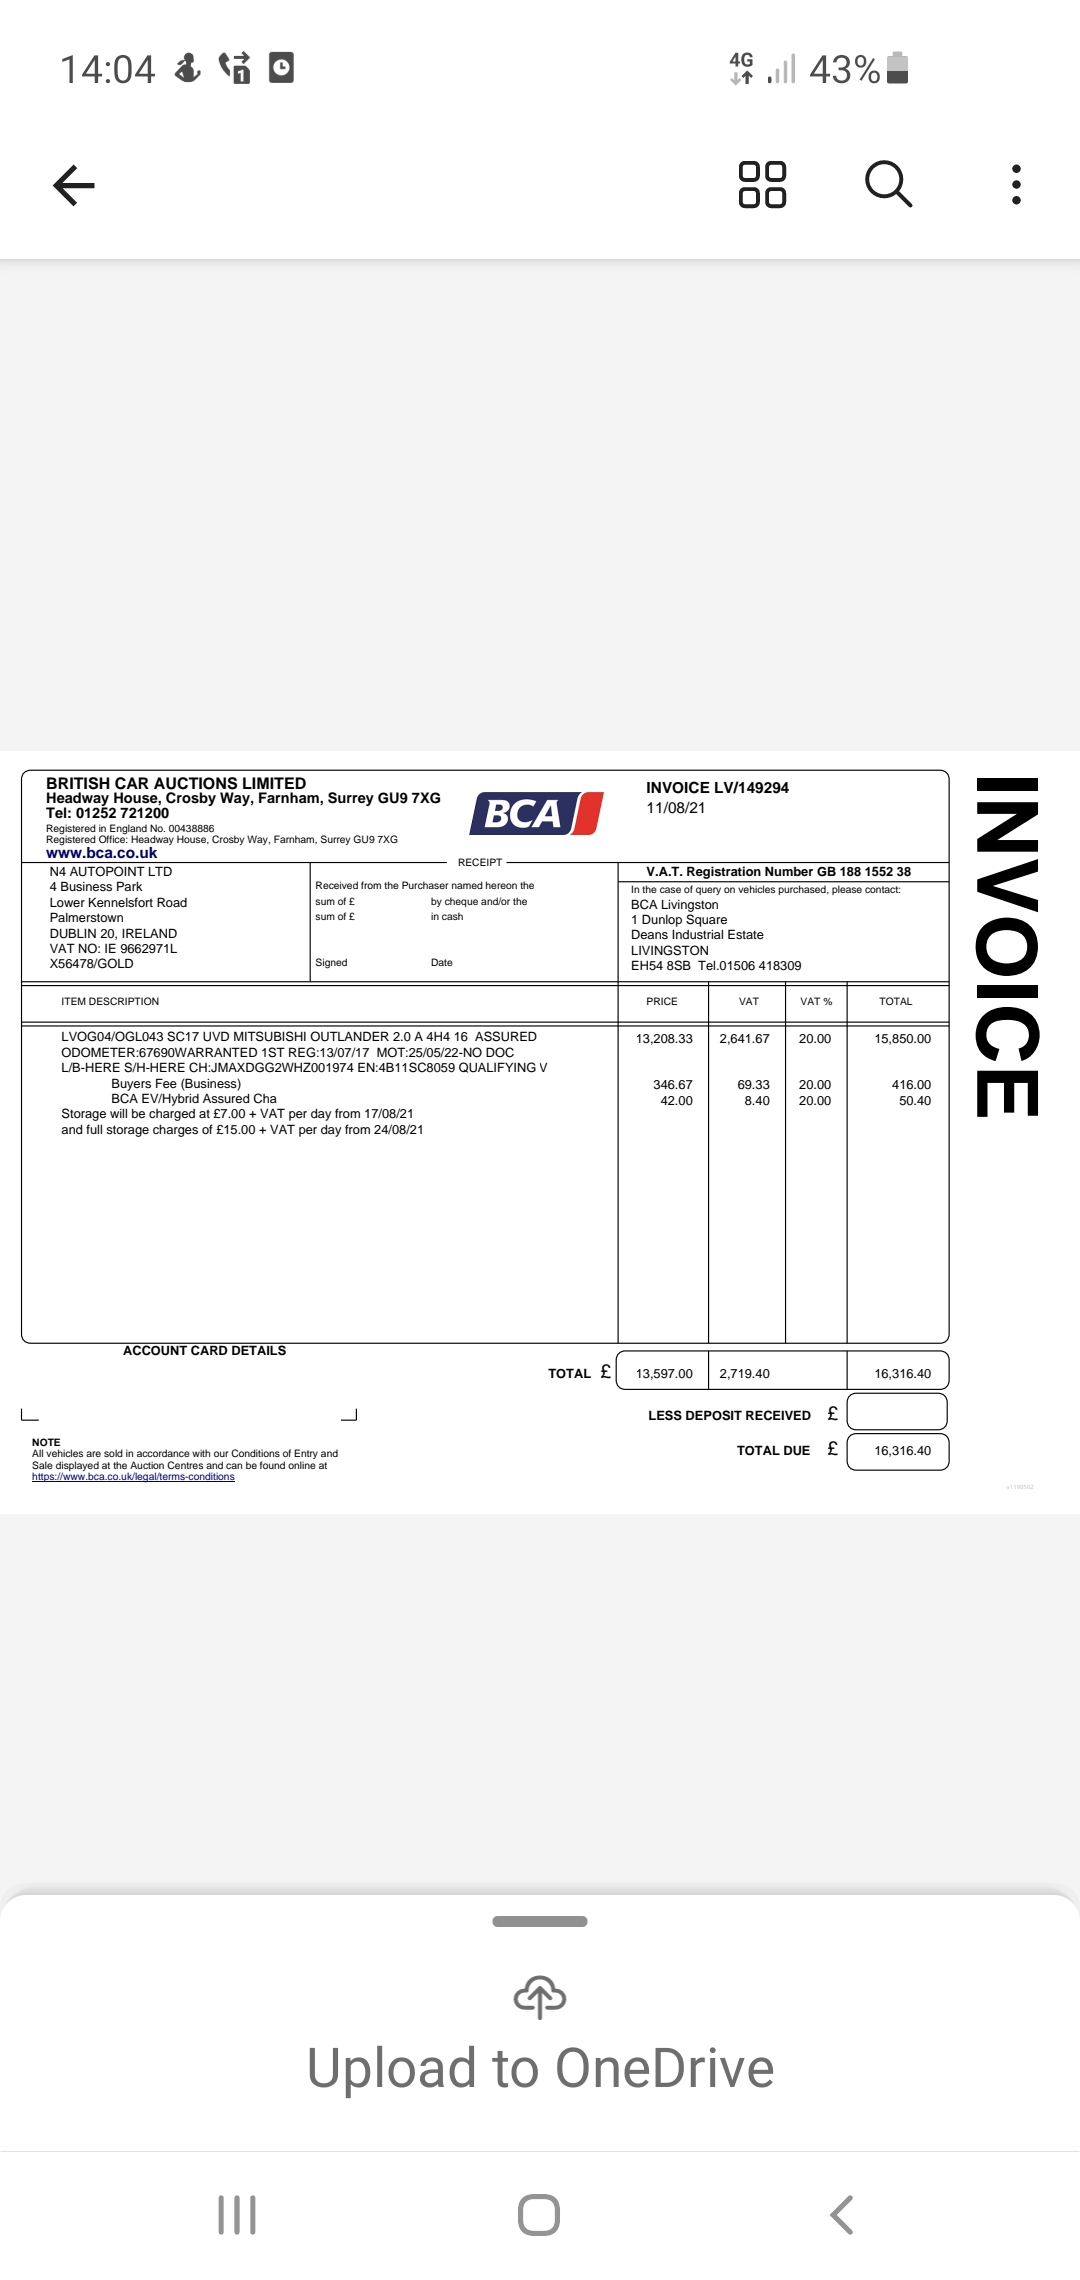 14:04
4G 43%
BRITISH CAR AUCTIONS LIMITED
Headway House, Crosby Way, Farnham, Surrey GU9 7XG
Tel: 01252 721200
Registered in England No. 00438886
Registered Office: Headway House, Crosby Way, Farnham, Surrey GU9 7XG
www.bca.co.uk
BCA
INVOICE LV/149294
11/08/21
INVOICE
RECEIPT
N4 AUTOPOINT LTD
4 Business Park
Lower Kennelsfort Road
Palmerstown
DUBLIN 20, IRELAND
VAT NO: IE 9662971L
X56478/GOLD
Received from the Purchaser named hereon the
sum of £ by cheque and/or the
sum of £ in cash
Signed Date
V.A.T. Registration Number GB 188 1552 38
In the case of query on vehicles purchased, please contact:
BCA Livingston
1 Dunlop Square
Deans Industrial Estate
LIVINGSTON
EH54 8SB Tel.01506 418309
ITEM DESCRIPTION PRICE VAT VAT % TOTAL
LVOG04/OGL043 SC17 UVD MITSUBISHI OUTLANDER 2.0 A 4H4 16 ASSURED 13,208.33 2,641.67 20.00 15,850.00
ODOMETER:67690WARRANTED 1ST REG:13/07/17 MOT:25/05/22-NO DOC
L/B-HERE S/H-HERE CH:JMAXDGG2WHZ001974 EN:4B11SC8059 QUALIFYING V
Buyers Fee (Business) 346.67 69.33 20.00 416.00
BCA EV/Hybrid Assured Cha 42.00 8.40 20.00 50.40
Storage will be charged at £7.00 + VAT per day from 17/08/21
and full storage charges of £15.00 + VAT per day from 24/08/21
ACCOUNT CARD DETAILS
TOTAL £ 13,597.00 2,719.40 16,316.40
LESS DEPOSIT RECEIVED £
TOTAL DUE £ 16,316.40
NOTE
All vehicles are sold in accordance with our Conditions of Entry and
Sale displayed at the Auction Centres and can be found online at
https://www.bca.co.uk/legal/terms-conditions
Upload to OneDrive